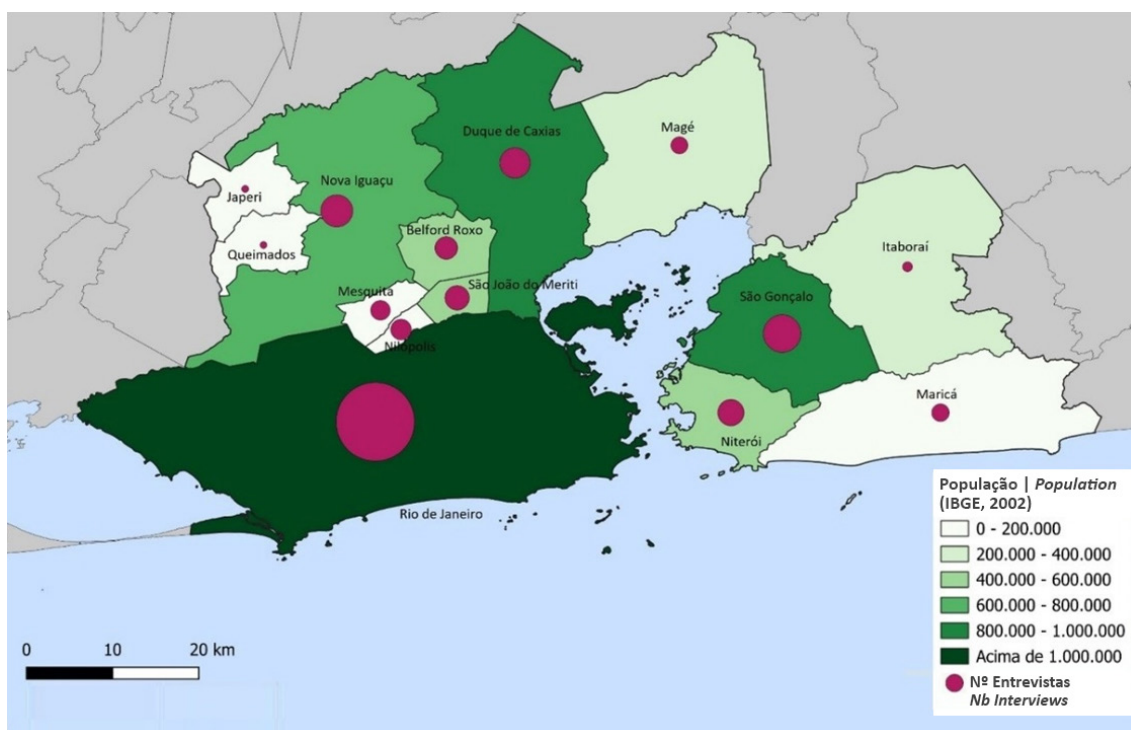 Duque de Caxias
Magé
Nova Iguaçu
Japeri
Belford Roxo
Queimados
Itaboraí
São João do Meriti
Mesquita
São Gonçalo
Nilópolis
Maricá
Niterói
Rio de Janeiro
População | Population
(IBGE, 2002)
0 - 200.000
200.000 - 400.000
400.000 - 600.000
600.000 - 800.000
800.000 - 1.000.000
Acima de 1.000.000
Nº Entrevistas
Nb Interviews
0 10 20 km